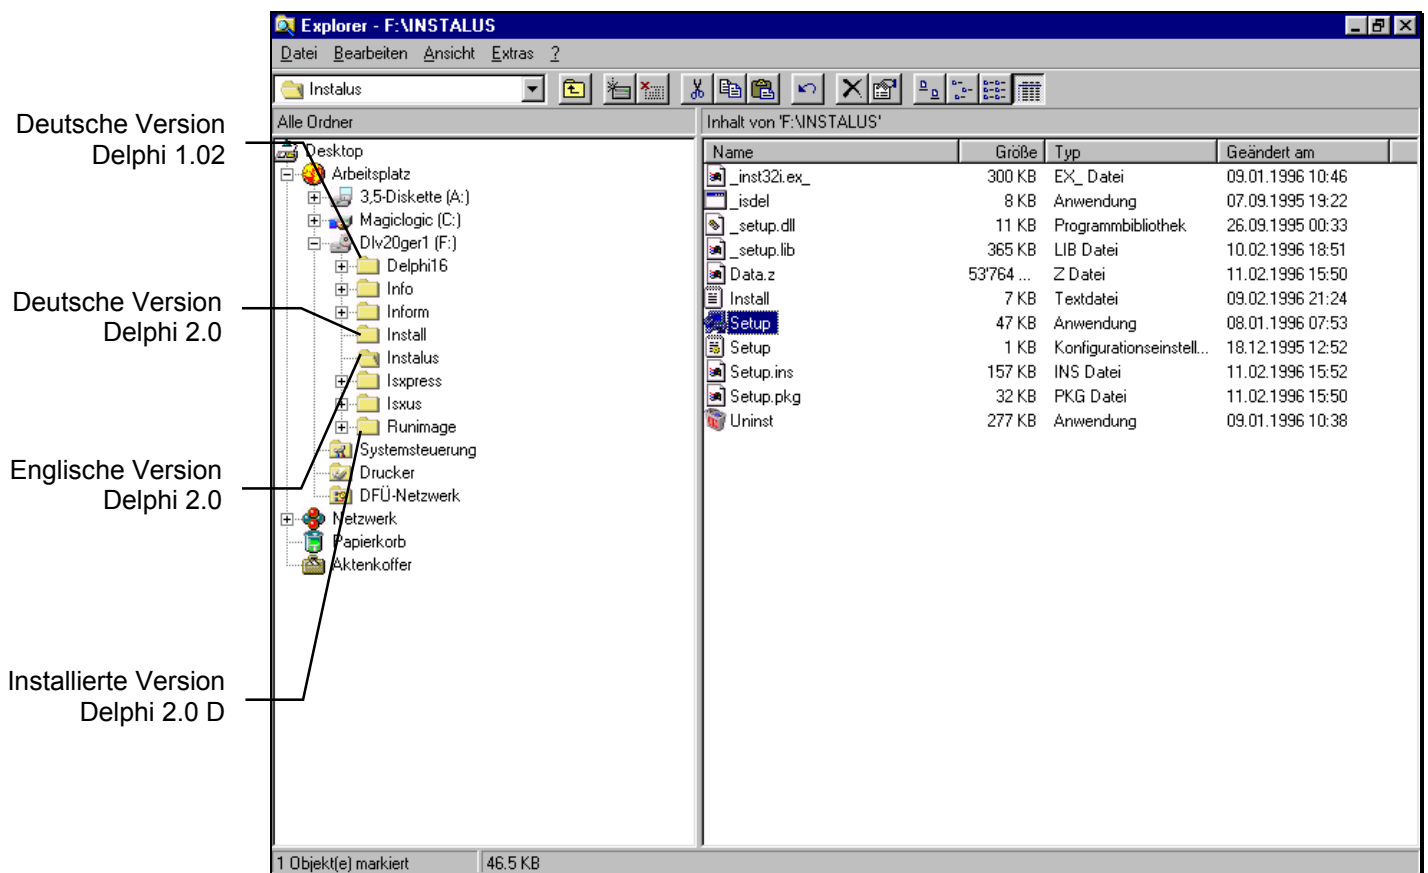 Explorer - F:\INSTALUS
Datei Bearbeiten Ansicht Extras ?
Instalus
Alle Ordner
Inhalt von 'F:\INSTALUS'
Deutsche Version
Delphi 1.02
Deutsche Version
Delphi 2.0
Englische Version
Delphi 2.0
Installierte Version
Delphi 2.0 D
Desktop
Arbeitsplatz
3,5-Diskette (A:)
Magiclogic (C:)
Dlv20ger1 (F:)
Delphi16
Info
Inform
Install
Instalus
Isxpress
Isxus
Runimage
Systemsteuerung
Drucker
DFÜ-Netzwerk
Netzwerk
Papierkorb
Aktenkoffer
Name Größe Typ Geändert am
_inst32i.ex_ 300 KB EX_ Datei 09.01.1996 10:46
_isdel 8 KB Anwendung 07.09.1995 19:22
_setup.dll 11 KB Programmbibliothek 26.09.1995 00:33
_setup.lib 365 KB LIB Datei 10.02.1996 18:51
Data.z 53'764 ... Z Datei 11.02.1996 15:50
Install 7 KB Textdatei 09.02.1996 21:24
Setup 47 KB Anwendung 08.01.1996 07:53
Setup 1 KB Konfigurationseinstell... 18.12.1995 12:52
Setup.ins 157 KB INS Datei 11.02.1996 15:52
Setup.pkg 32 KB PKG Datei 11.02.1996 15:50
Uninst 277 KB Anwendung 09.01.1996 10:38
1 Objekt(e) markiert 46.5 KB